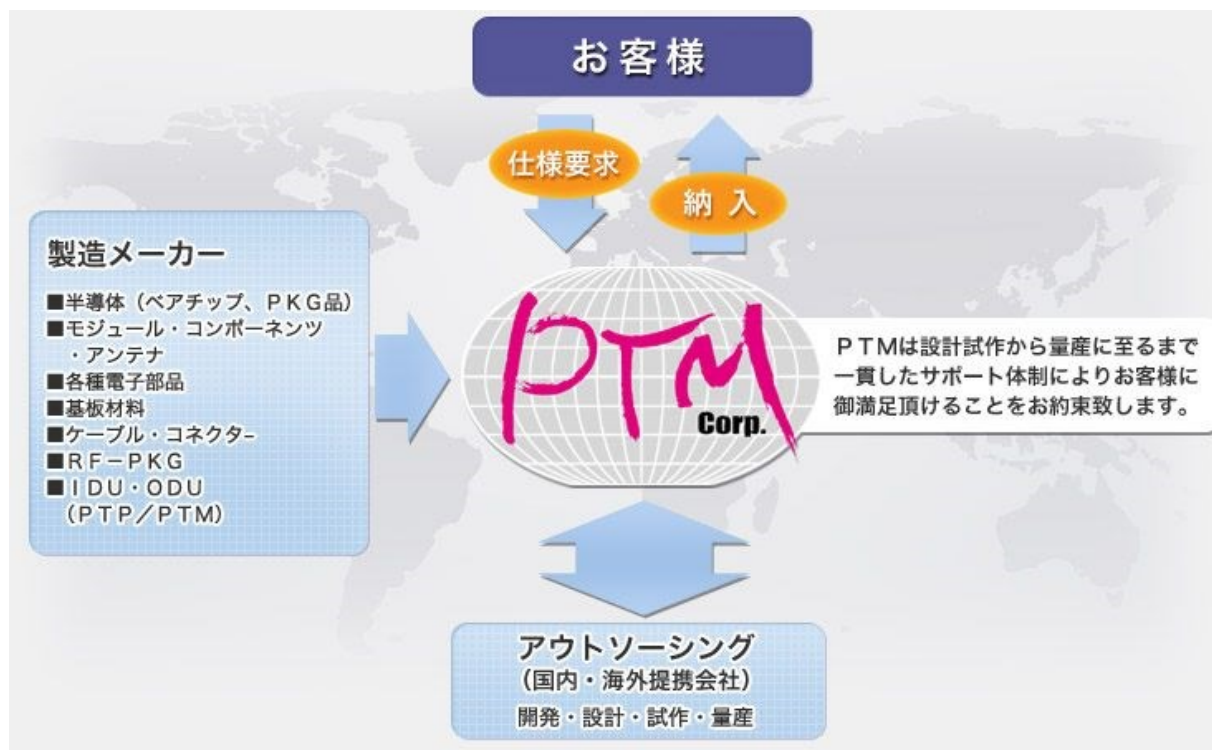 お客様
仕様要求
納入
製造メーカー
■半導体（ベアチップ、ＰＫＧ品）
■モジュール・コンポーネンツ
・アンテナ
■各種電子部品
■基板材料
■ケーブル・コネクター
■ＲＦ－ＰＫＧ
■ＩＤＵ・ＯＤＵ
（ＰＴＰ／ＰＴＭ）
PTM
Corp.
ＰＴＭは設計試作から量産に至るまで
一貫したサポート体制によりお客様に
御満足頂けることをお約束致します。
アウトソーシング
（国内・海外提携会社）
開発・設計・試作・量産